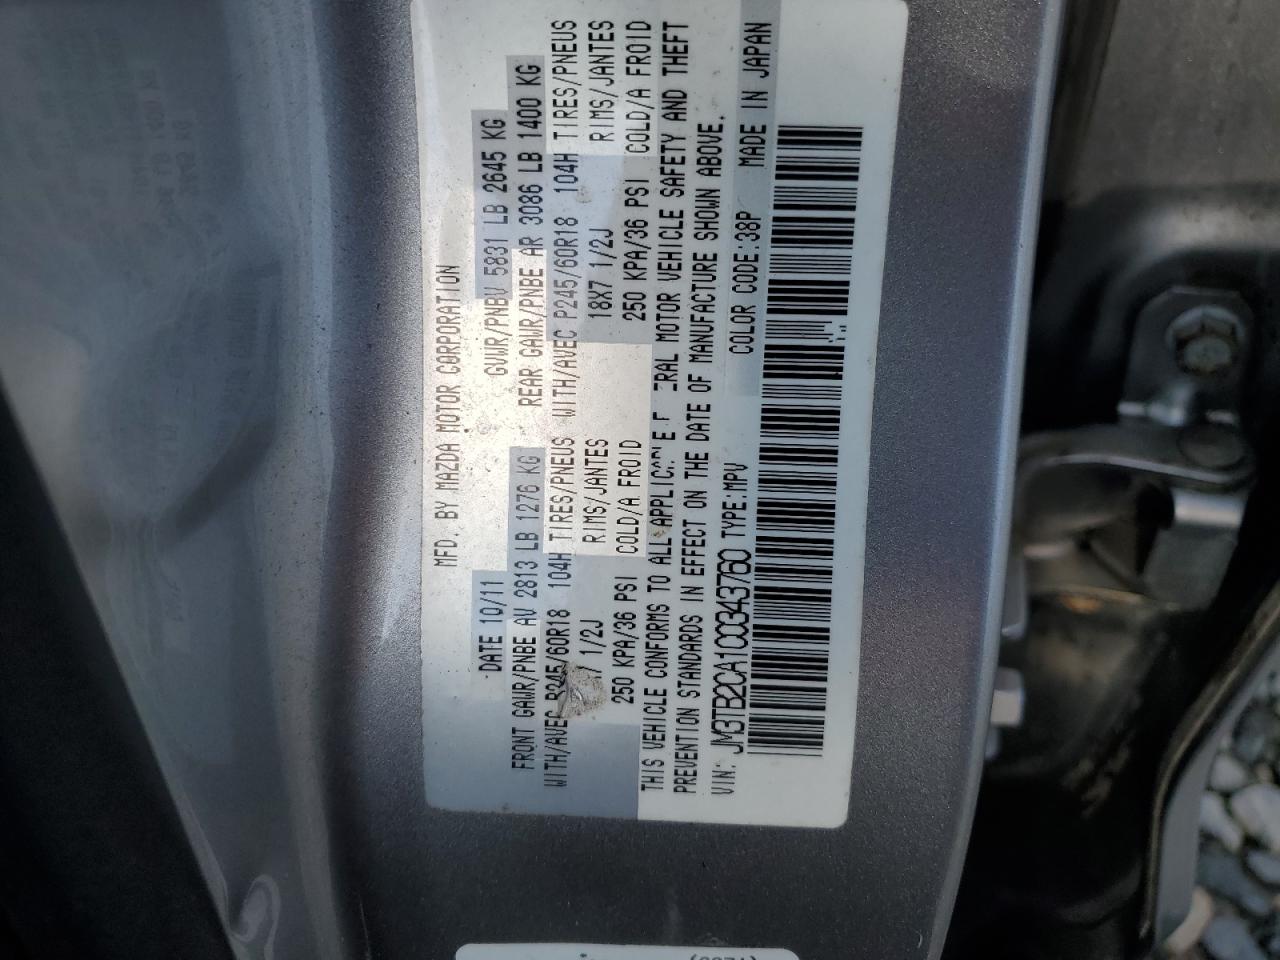 MFD. BY MAZDA MOTOR CORPORATION
DATE 10/11 GVWR/PNBV 5831 LB 2645 KG
FRONT GAWR/PNBE AV 2813 LB 1276 KG REAR GAWR/PNBE AR 3086 LB 1400 KG
WITH/AVEC P245/60R18 104H TIRES/PNEUS WITH/AVEC P245/60R18 104H TIRES/PNEUS
1/2J RIMS/JANTES 18X7 1/2J RIMS/JANTES
250 KPA/36 PSI COLD/A FROID 250 KPA/36 PSI COLD/A FROID
THIS VEHICLE CONFORMS TO ALL MOTOR VEHICLE SAFETY AND THEFT
PREVENTION STANDARDS IN EFFECT ON THE DATE OF MANUFACTURE SHOWN ABOVE.
VIN: JM3TB2CA1C0343760 TYPE:MPV COLOR CODE:38P MADE IN JAPAN